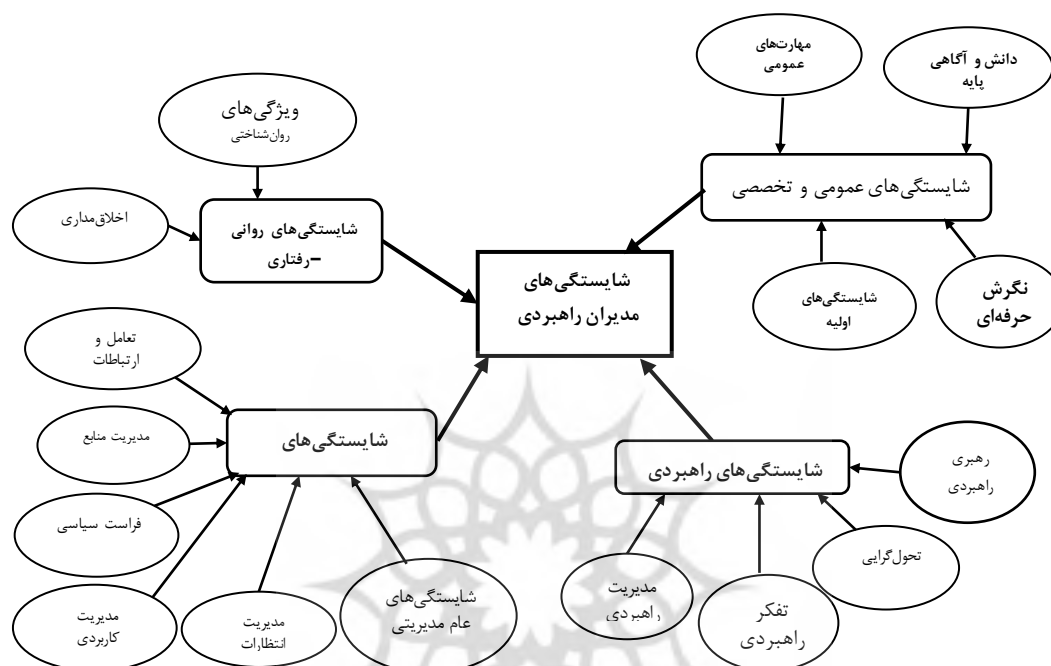 مهارت‌های
عمومی
دانش و آگاهی
پایه
ویژگی‌های
روان‌شناختی
شایستگی‌های عمومی و تخصصی
اخلاق‌مداری
شایستگی‌های روانی
–رفتاری
شایستگی‌های
مدیران راهبردی
شایستگی‌های
اولیه
نگرش
حرفه‌ای
تعامل و
ارتباطات
مدیریت منابع
شایستگی‌های
شایستگی‌های راهبردی
رهبری
راهبردی
فراست سیاسی
تحول‌گرایی
مدیریت
کاربردی
مدیریت
انتظارات
شایستگی‌های
عام مدیریتی
مدیریت
راهبردی
تفکر
راهبردی